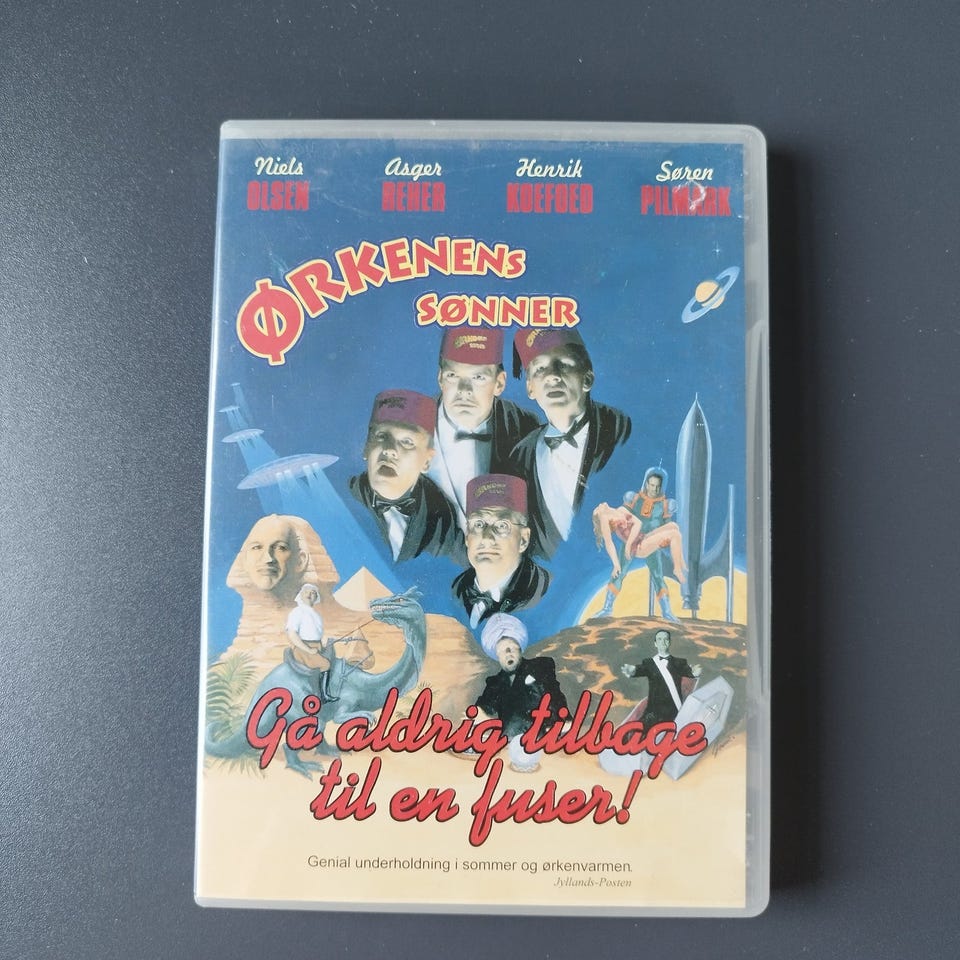 Niels Asger Henrik Søren
OLSEN REHER KOEFOED PILMARK
ØRKENENS
SØNNER
Gå aldrig tilbage
til en fuser!
Genial underholdning i sommer og ørkenvarmen.
Jyllands-Posten